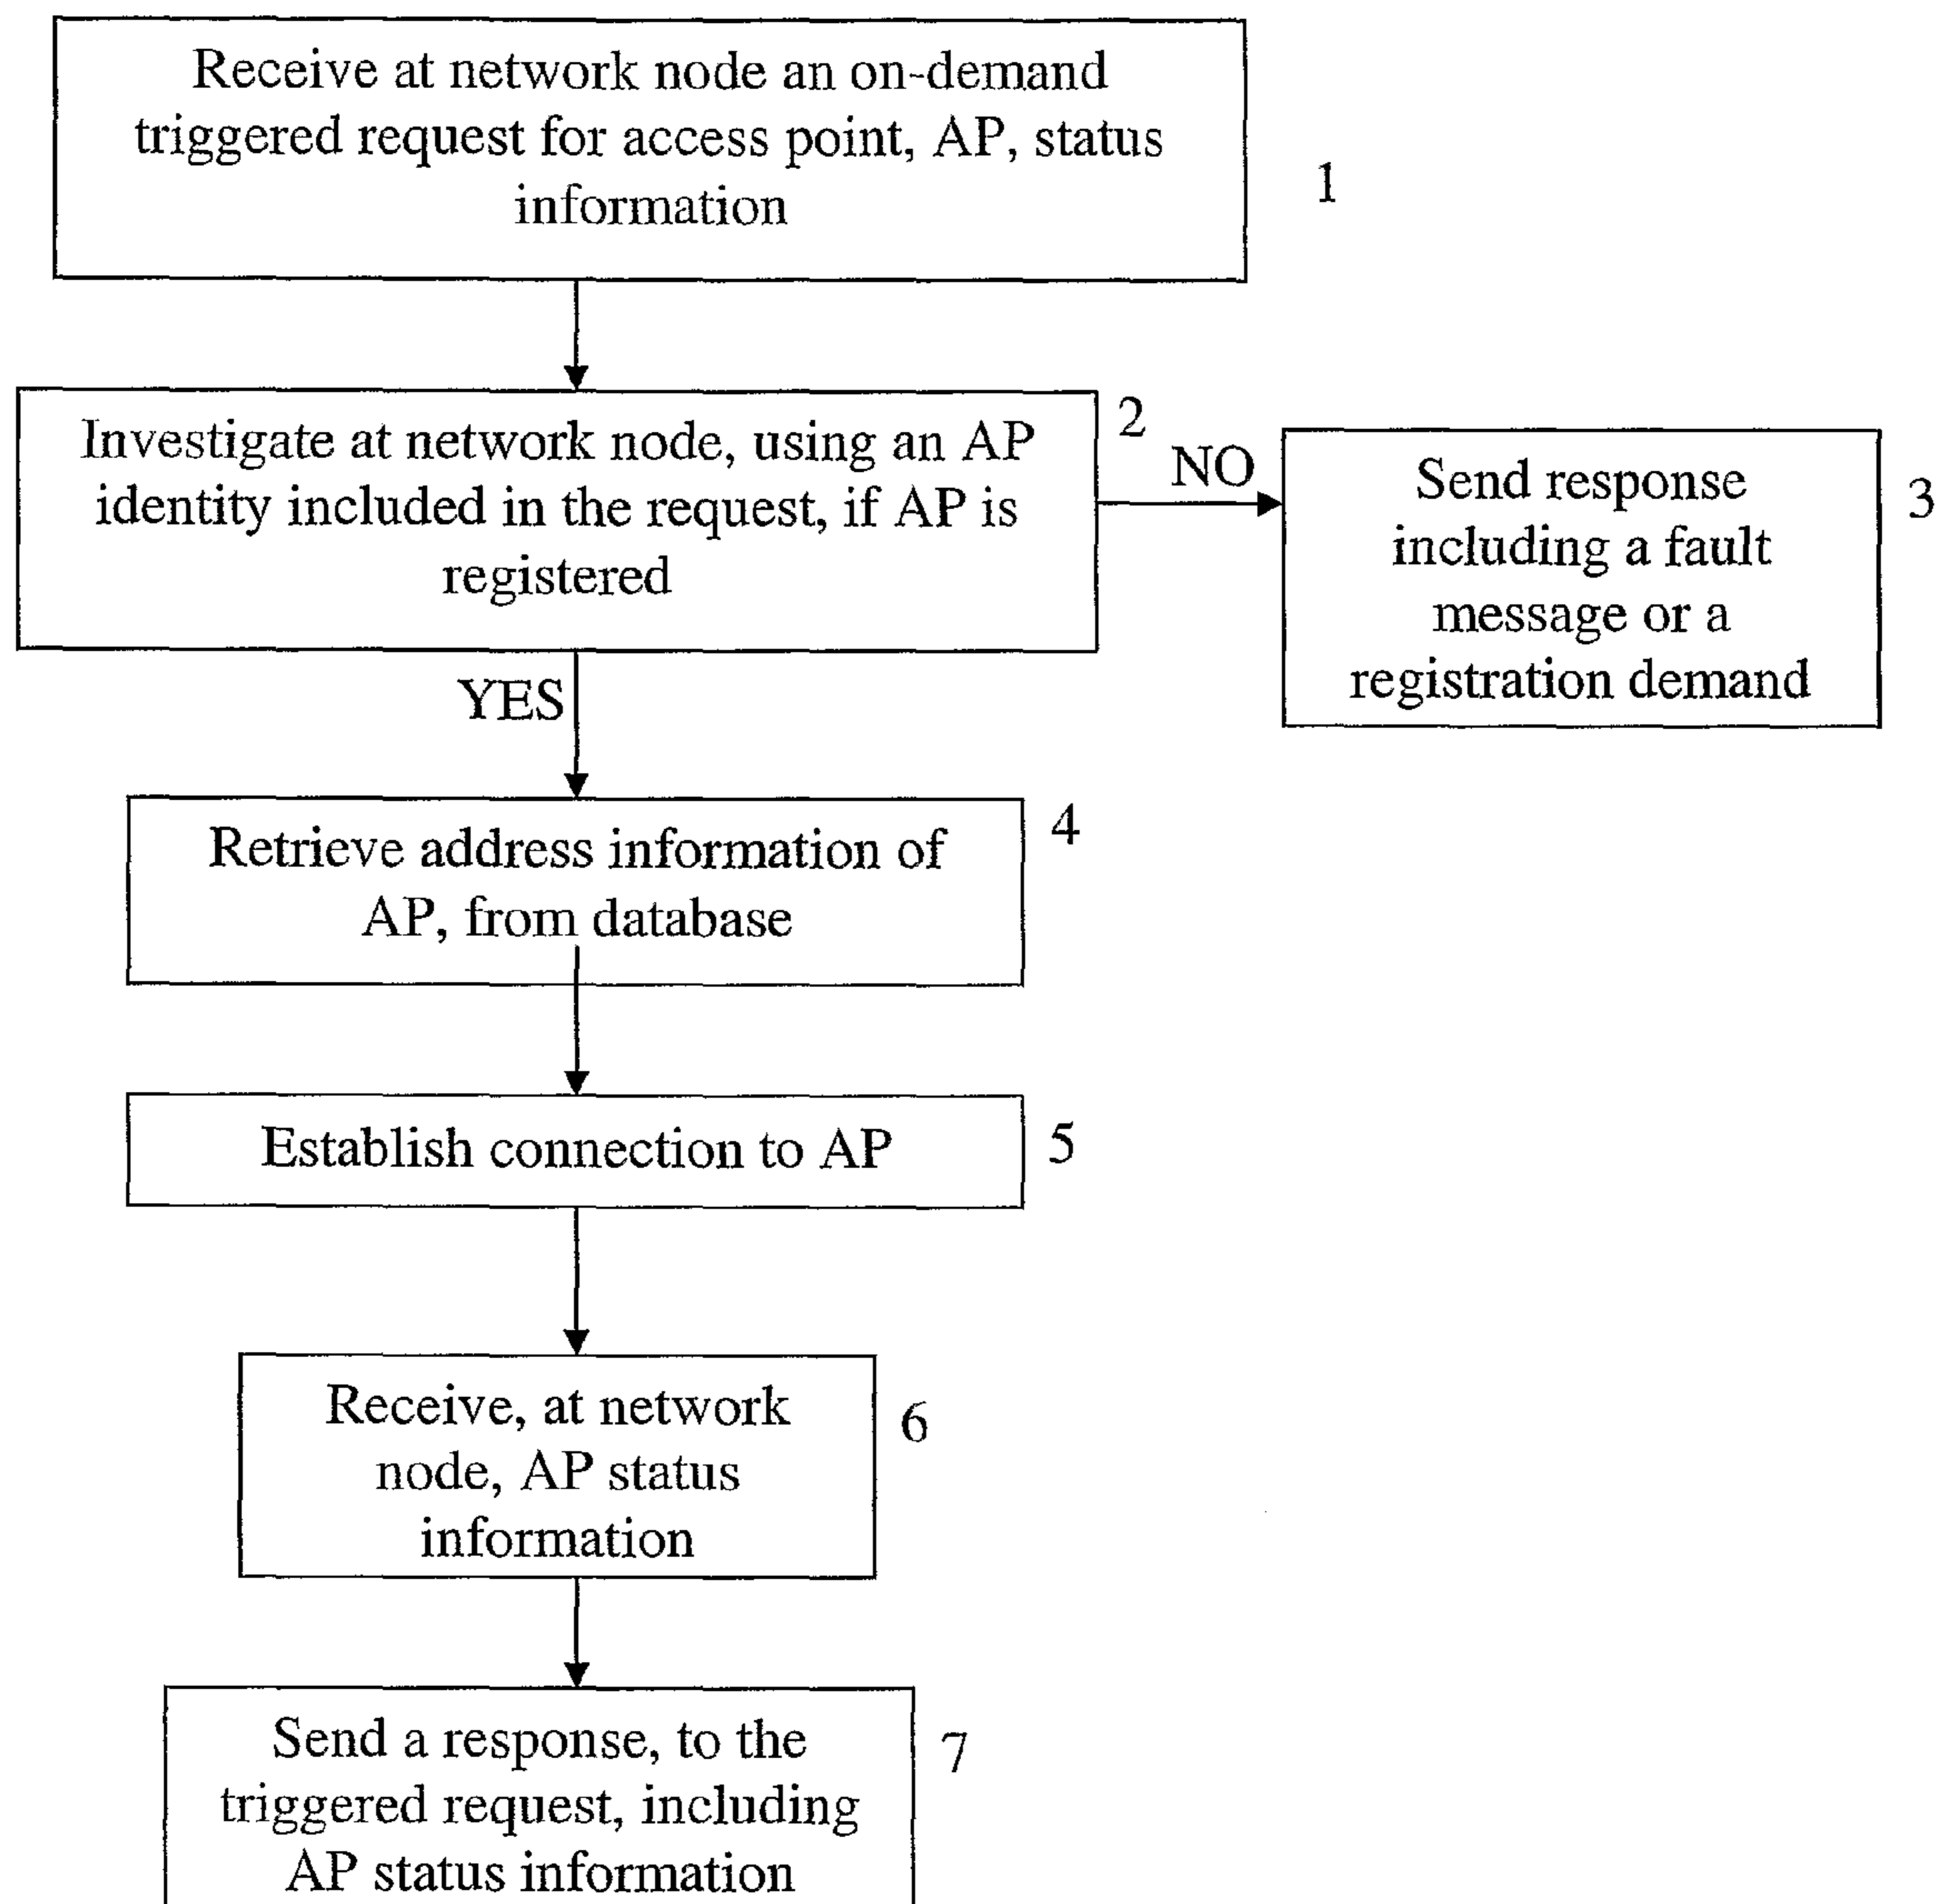 Receive at network node an on-demand
triggered request for access point, AP, status
information
1
Investigate at network node, using an AP
identity included in the request, if AP is
registered
2
NO
Send response
including a fault
message or a
registration demand
3
YES
Retrieve address information of
AP, from database
4
Establish connection to AP
5
Receive, at network
node, AP status
information
6
Send a response, to the
triggered request, including
AP status information
7